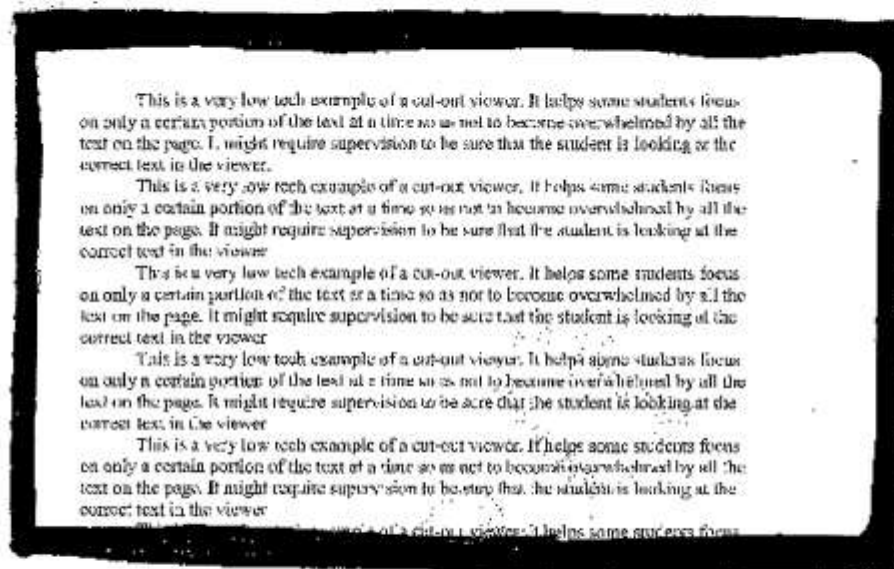 This is a very low tech example of a cut-out viewer. It helps some students focus
on only a certain portion of the text at a time so as not to become overwhelmed by all the
text on the page. I. might require supervision to be sure that the student is looking at the
correct text in the viewer.
This is a very low tech example of a cut-out viewer. It helps some students focus
on only a certain portion of the text at a time so as not to become overwhelmed by all the
text on the page. It might require supervision to be sure that the student is looking at the
correct text in the viewer
This is a very low tech example of a cut-out viewer. It helps some students focus
on only a certain portion of the text at a time so as not to become overwhelmed by all the
text on the page. It might require supervision to be sure that the student is looking at the
correct text in the viewer
This is a very low tech example of a cut-out viewer. It helps some students focus
on only a certain portion of the text at a time so as not to become overwhelmed by all the
text on the page. It might require supervision to be sure that the student is looking at the
correct text in the viewer
This is a very low tech example of a cut-out viewer. It helps some students focus
on only a certain portion of the text at a time so as not to become overwhelmed by all the
text on the page. It might require supervision to be sure that the student is looking at the
correct text in the viewer
of a cut-out viewer. It helps some students focus